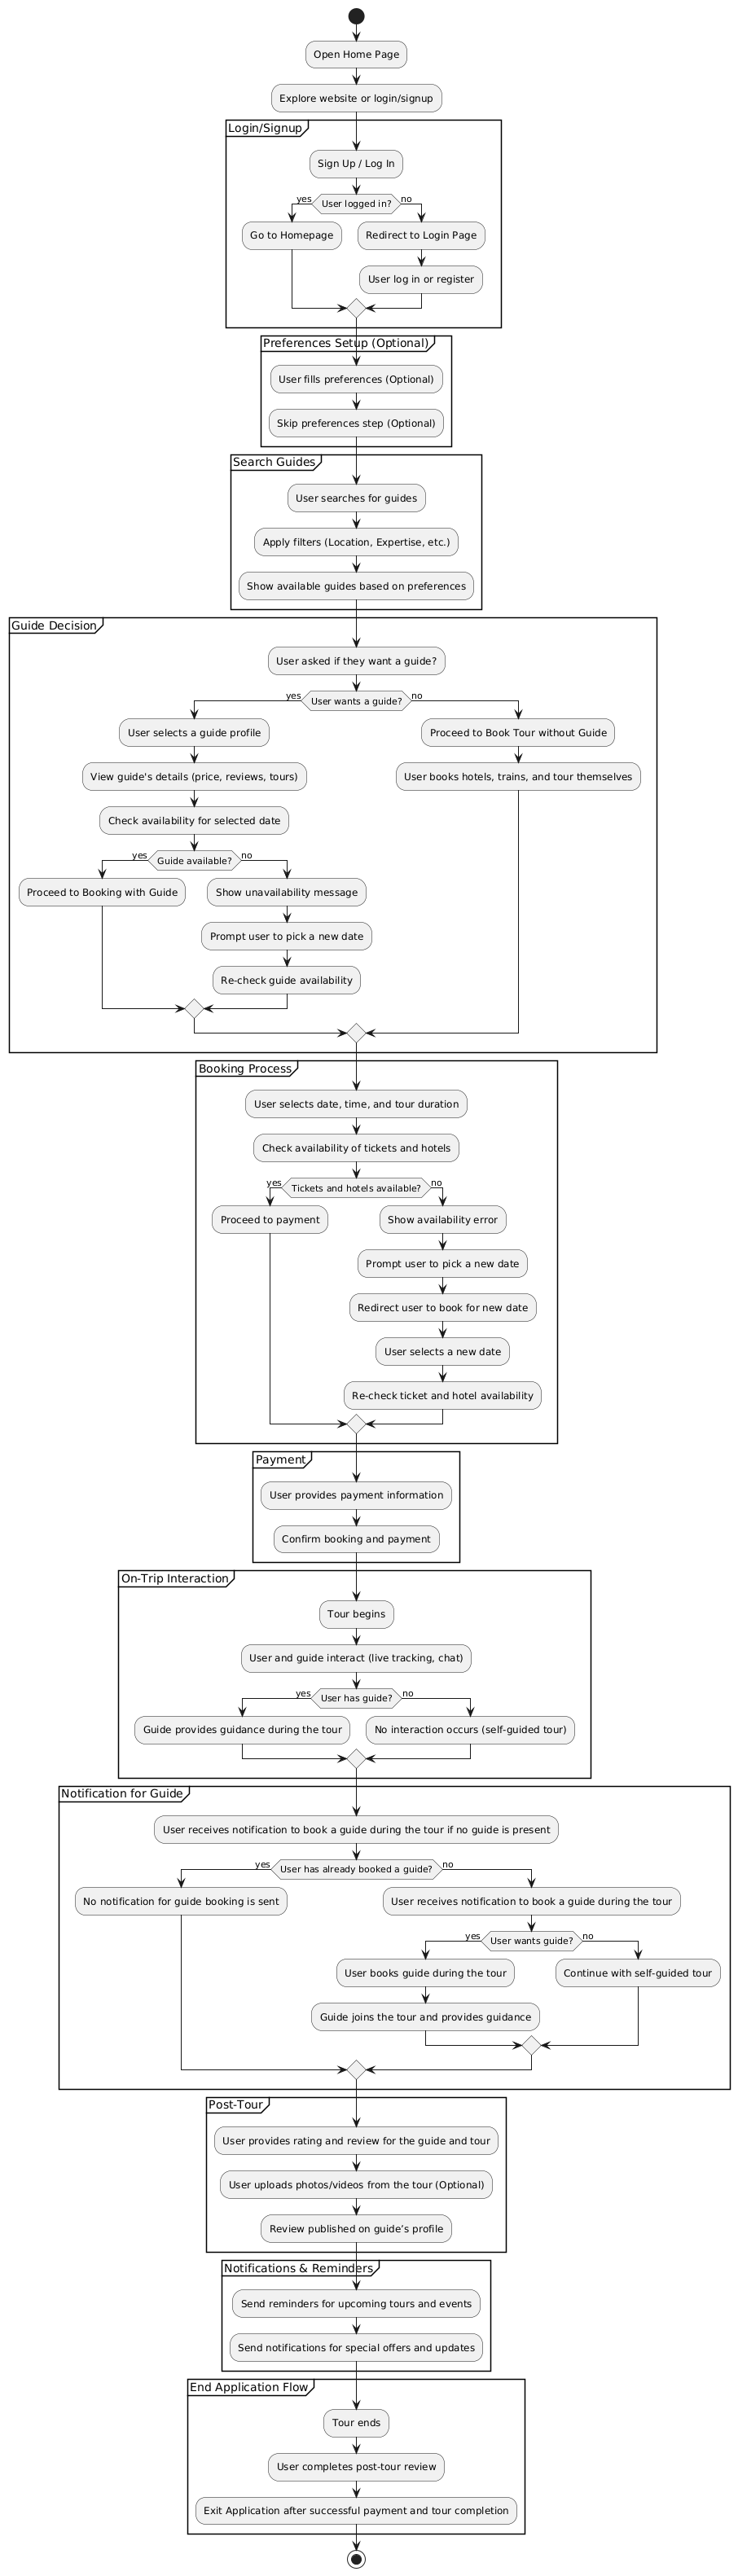 Open Home Page
Explore website or login/signup
Login/Signup
Sign Up / Log In
yes
User logged in?
no
Go to Homepage
Redirect to Login Page
User log in or register
Preferences Setup (Optional)
User fills preferences (Optional)
Skip preferences step (Optional)
Search Guides
User searches for guides
Apply filters (Location, Expertise, etc.)
Show available guides based on preferences
Guide Decision
User asked if they want a guide?
yes
User wants a guide?
no
User selects a guide profile
Proceed to Book Tour without Guide
View guide's details (price, reviews, tours)
User books hotels, trains, and tour themselves
Check availability for selected date
yes
Guide available?
no
Proceed to Booking with Guide
Show unavailability message
Prompt user to pick a new date
Re-check guide availability
Booking Process
User selects date, time, and tour duration
Check availability of tickets and hotels
yes
Tickets and hotels available?
no
Proceed to payment
Show availability error
Prompt user to pick a new date
Redirect user to book for new date
User selects a new date
Re-check ticket and hotel availability
Payment
User provides payment information
Confirm booking and payment
On-Trip Interaction
Tour begins
User and guide interact (live tracking, chat)
yes
User has guide?
no
Guide provides guidance during the tour
No interaction occurs (self-guided tour)
Notification for Guide
User receives notification to book a guide during the tour if no guide is present
yes
User has already booked a guide?
no
No notification for guide booking is sent
User receives notification to book a guide during the tour
yes
User wants guide?
no
User books guide during the tour
Continue with self-guided tour
Guide joins the tour and provides guidance
Post-Tour
User provides rating and review for the guide and tour
User uploads photos/videos from the tour (Optional)
Review published on guide’s profile
Notifications & Reminders
Send reminders for upcoming tours and events
Send notifications for special offers and updates
End Application Flow
Tour ends
User completes post-tour review
Exit Application after successful payment and tour completion